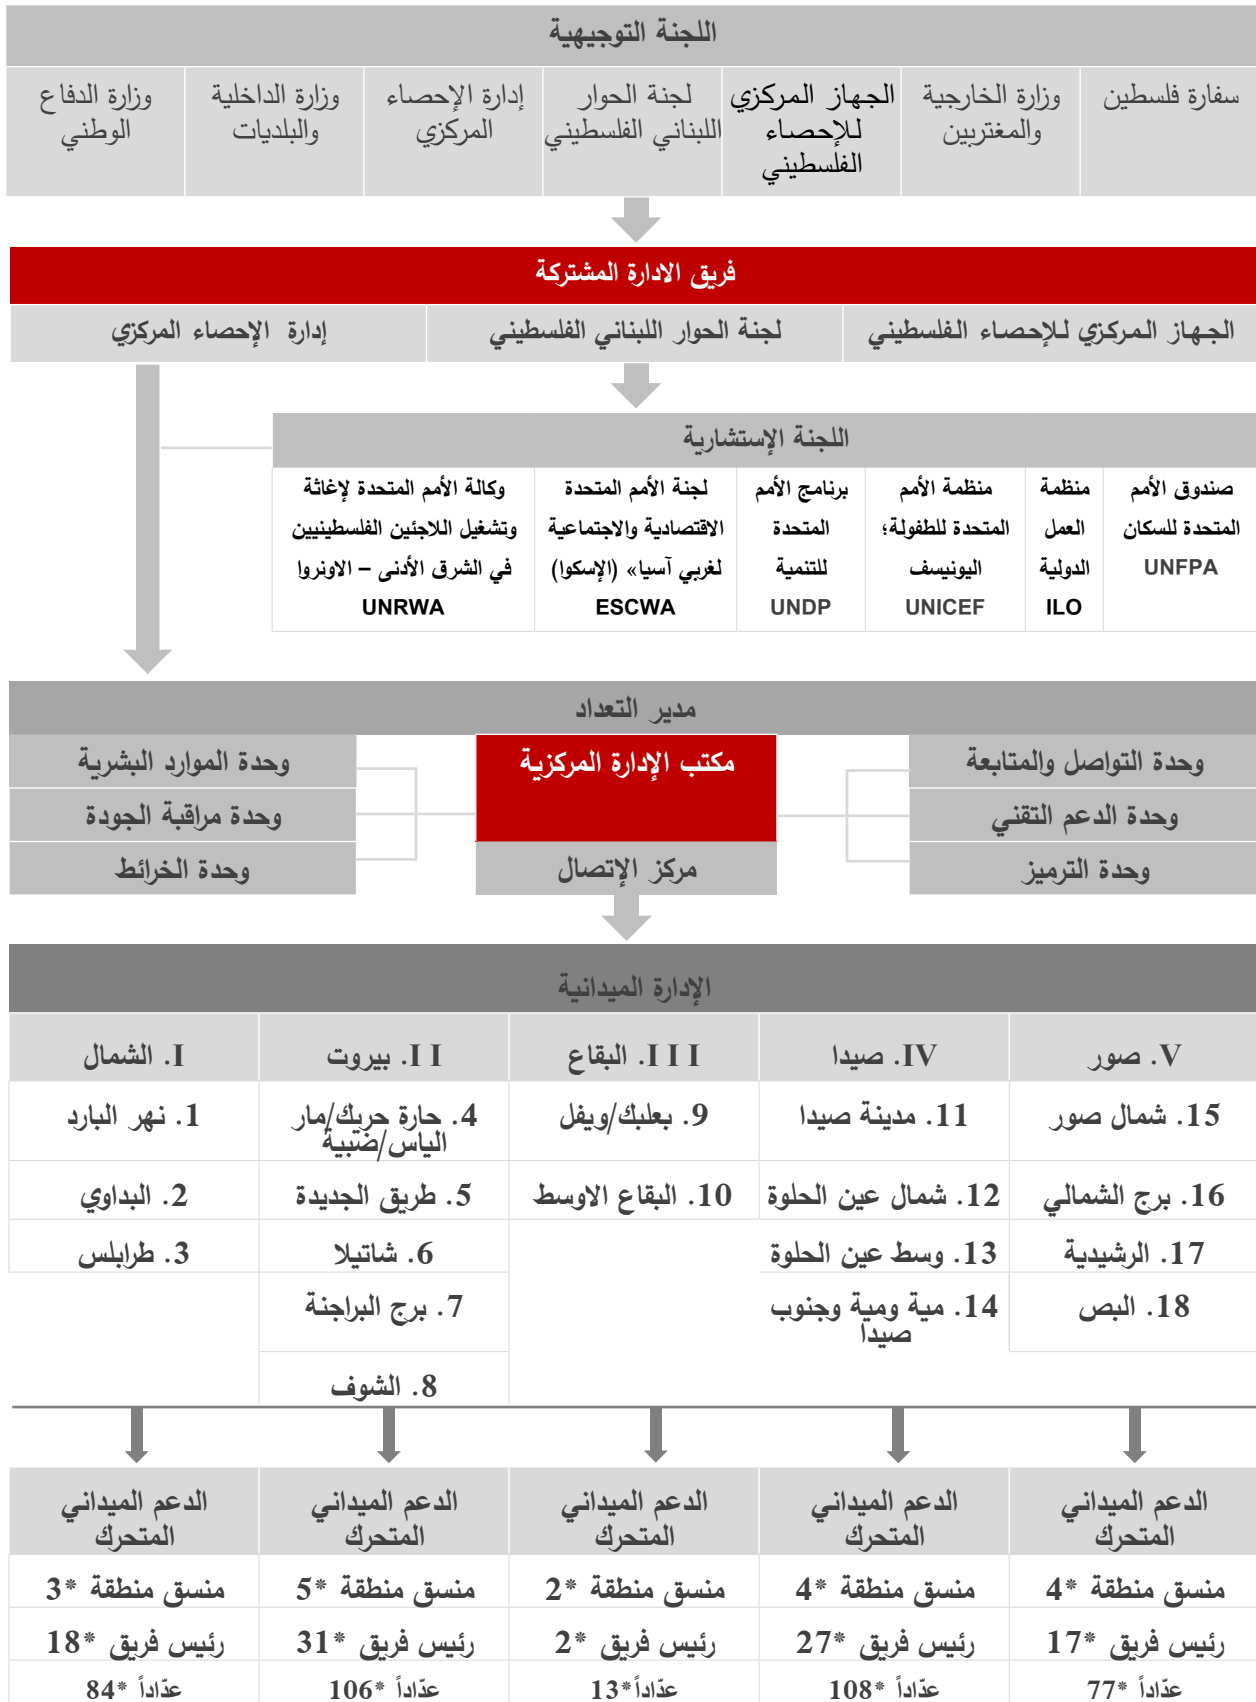 اللجنة التوجيهية
سفارة فلسطين
وزارة الخارجية
والمغتربين
الجهاز المركزي
للإحصاء
الفلسطيني
لجنة الحوار
اللبناني الفلسطيني
إدارة الإحصاء
المركزي
وزارة الداخلية
والبلديات
وزارة الدفاع
الوطني
فريق الادارة المشتركة
الجهاز المركزي للإحصاء الفلسطيني
لجنة الحوار اللبناني الفلسطيني
إدارة الإحصاء المركزي
اللجنة الإستشارية
صندوق الأمم
المتحدة للسكان
UNFPA
منظمة
العمل
الدولية
ILO
منظمة الأمم
المتحدة للطفولة؛
اليونيسف
UNICEF
برنامج الأمم
المتحدة
للتنمية
UNDP
لجنة الأمم المتحدة
الاقتصادية والاجتماعية
لغربي آسيا» (الإسكوا)
ESCWA
وكالة الأمم المتحدة لإغاثة
وتشغيل اللاجئين الفلسطينيين
في الشرق الأدنى – الاونروا
UNRWA
مدير التعداد
وحدة التواصل والمتابعة
مكتب الإدارة المركزية
وحدة الموارد البشرية
وحدة الدعم التقني
وحدة مراقبة الجودة
وحدة الترميز
مركز الإتصال
وحدة الخرائط
الإدارة الميدانية
V. صور
IV. صيدا
III. البقاع
II. بيروت
I. الشمال
15. شمال صور
11. مدينة صيدا
9. بعلبك/ويفل
4. حارة حريك/مار
الياس/ضبية
1. نهر البارد
16. برج الشمالي
12. شمال عين الحلوة
10. البقاع الاوسط
5. طريق الجديدة
2. البداوي
17. الرشيدية
13. وسط عين الحلوة
6. شاتيلا
3. طرابلس
18. البص
14. مية ومية وجنوب
صيدا
7. برج البراجنة
8. الشوف
الدعم الميداني
المتحرك
الدعم الميداني
المتحرك
الدعم الميداني
المتحرك
الدعم الميداني
المتحرك
الدعم الميداني
المتحرك
منسق منطقة *4
منسق منطقة *4
منسق منطقة *2
منسق منطقة *5
منسق منطقة *3
رئيس فريق *17
رئيس فريق *27
رئيس فريق *2
رئيس فريق *31
رئيس فريق *18
عدّاداً *77
عدّاداً *108
عدّاداً*13
عدّاداً *106
عدّاداً *84